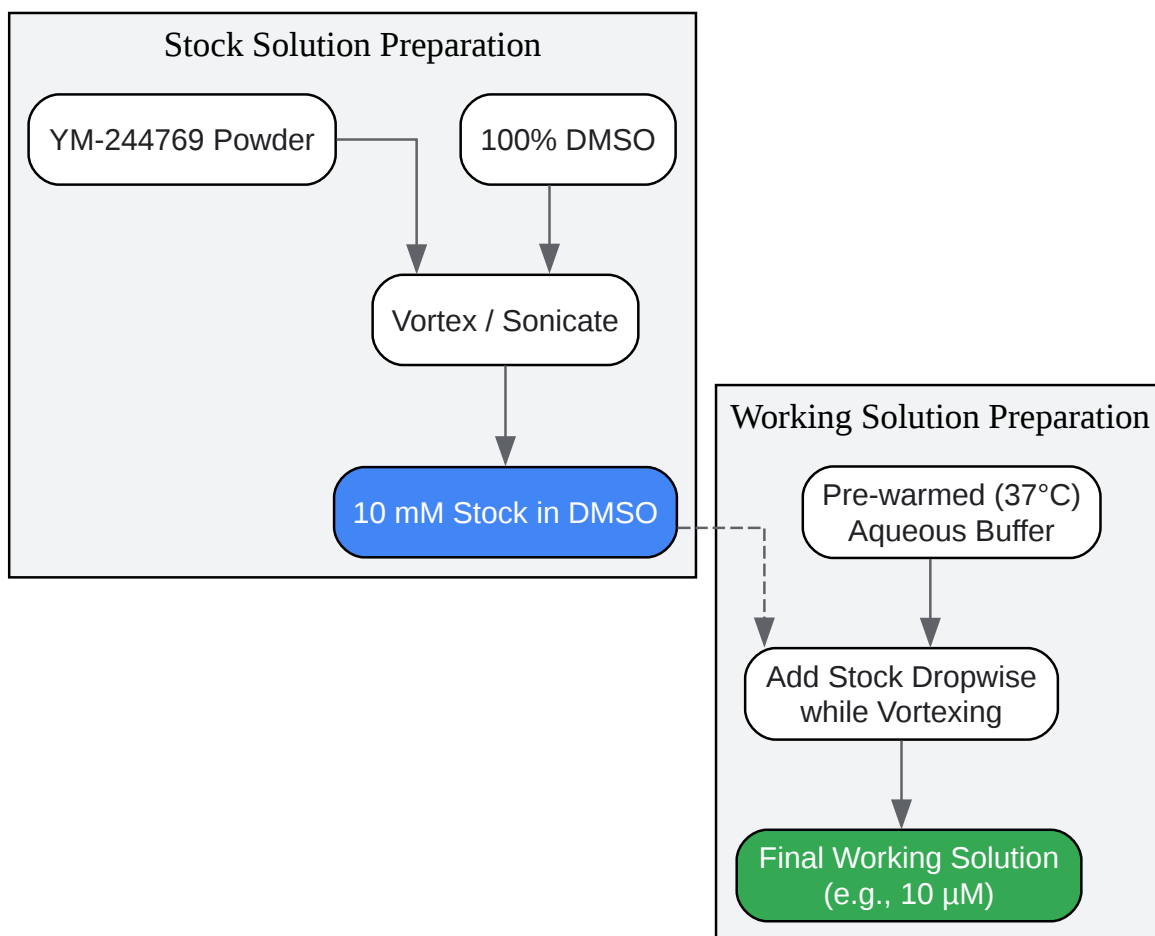 Stock Solution Preparation
YM-244769 Powder
100% DMSO
Vortex / Sonicate
10 mM Stock in DMSO
Working Solution Preparation
Pre-warmed (37°C)
Aqueous Buffer
Add Stock Dropwise
while Vortexing
Final Working Solution
(e.g., 10 µM)